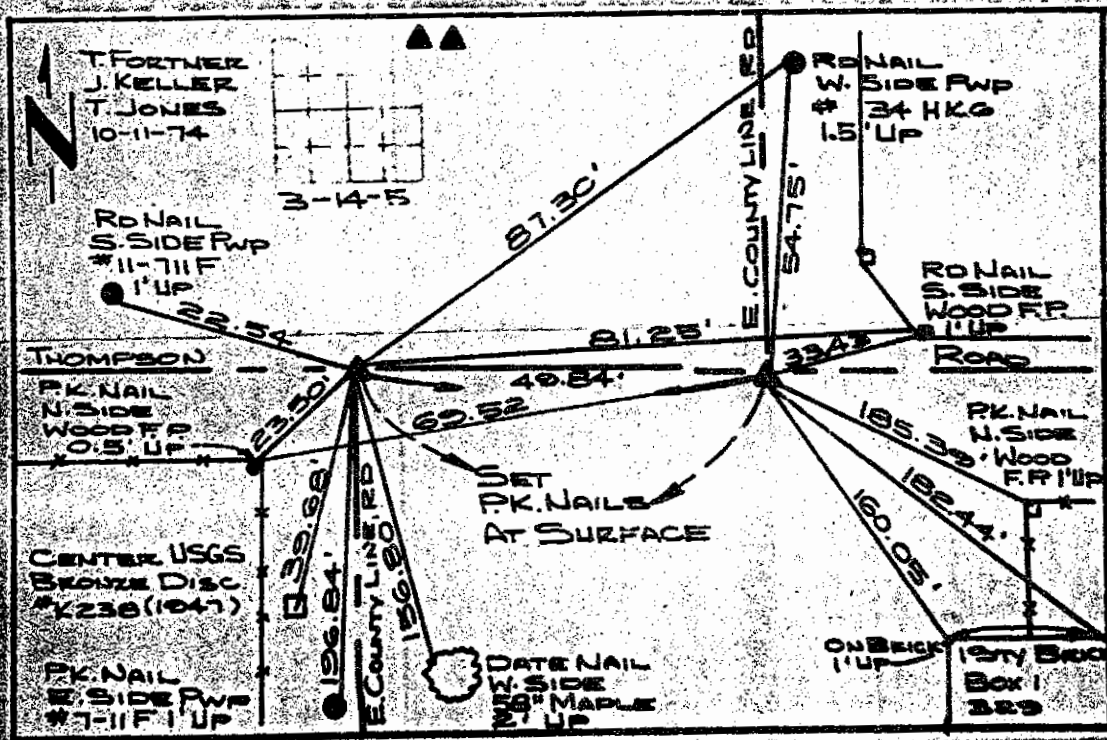 T. FORTNER
J. KELLER
T. JONES
10-11-74
N
3-14-5
E. COUNTY LINE RD
RD NAIL
W. SIDE PWP
# 34 HKG
1.5' UP
87.30'
54.75'
RD NAIL
S. SIDE PWP
#11-711F
1' UP
22.54'
RD NAIL
S. SIDE
WOOD F.P.
1' UP
81.25'
33.43
THOMPSON
ROAD
49.84'
69.52
P.K. NAIL
N. SIDE
WOOD F.P.
0.5' UP
23.50'
SET
P.K. NAILS
AT SURFACE
185.39'
182.44'
160.05'
P.K. NAIL
N. SIDE
WOOD
F.P. 1' UP
CENTER USGS
BRONZE DISC
#K238 (1947)
39.68'
196.84'
E. COUNTY LINE RD
156.80
P.K. NAIL
E. SIDE PWP
#7-11F 1' UP
DATE NAIL
W. SIDE
MAPLE
2' UP
ON BRICK
1' UP
1 STY BRICK
BOX 1
329